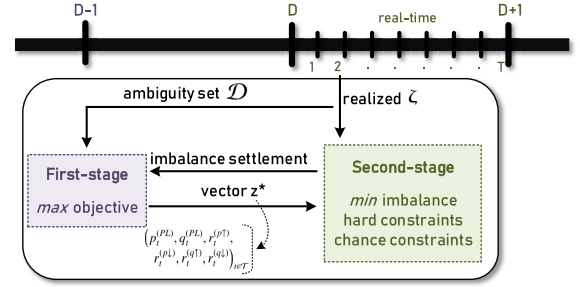 D-1
D
real-time
D+1
1
2
.
.
.
.
.
T
ambiguity set 𝒟
realized ζ
First-stage
max objective
imbalance settlement
vector z*
(p_t^{(PL)}, q_t^{(PL)}, r_t^{(p↑)},
r_t^{(p↓)}, r_t^{(q↑)}, r_t^{(q↓)})_{t∈𝒯}
Second-stage
min imbalance
hard constraints
chance constraints